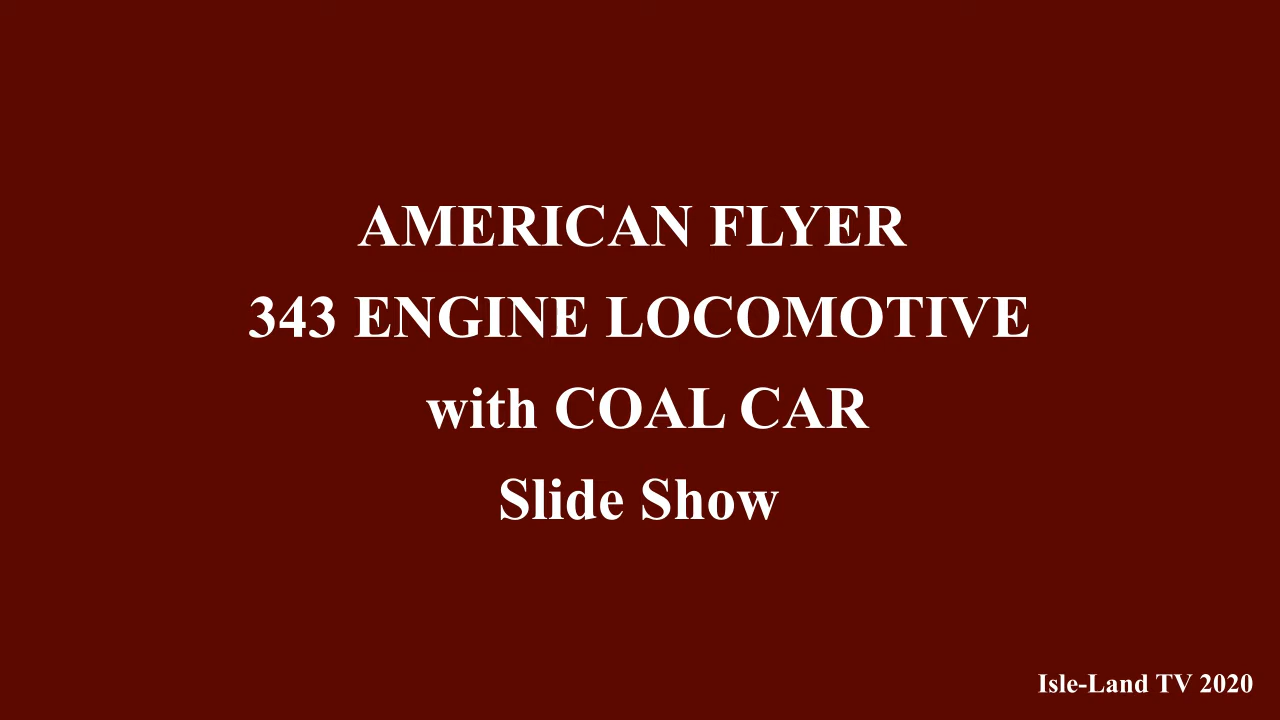 AMERICAN FLYER
343 ENGINE LOCOMOTIVE
with COAL CAR
Slide Show
Isle-Land TV 2020